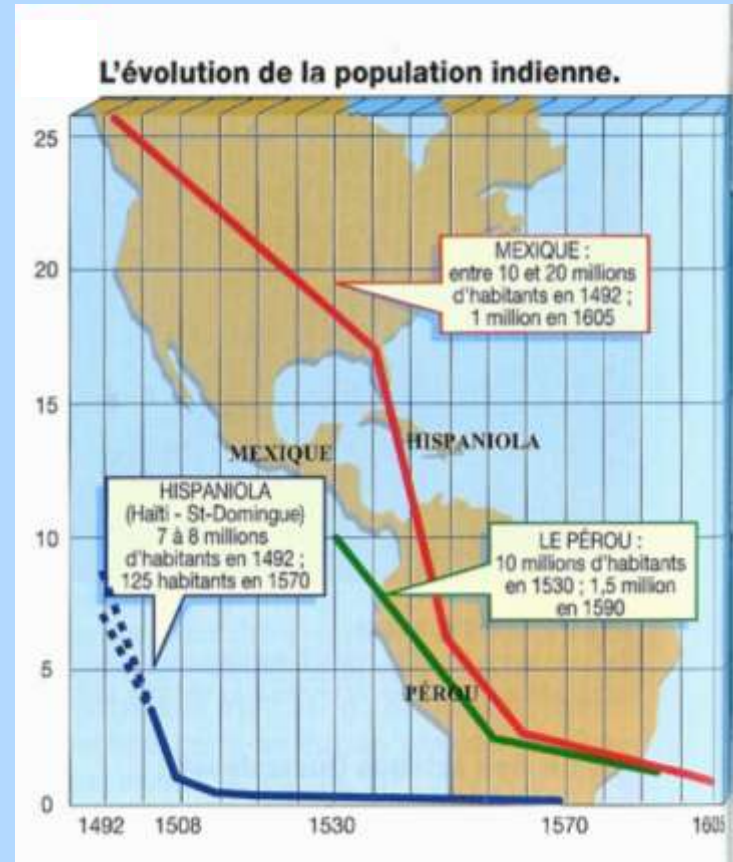 L'évolution de la population indienne.
25
20
15
10
5
0
MEXIQUE :
entre 10 et 20 millions
d'habitants en 1492 ;
1 million en 1605
MEXIQUE
HISPANIOLA
HISPANIOLA
(Haïti - St-Domingue)
7 à 8 millions
d'habitants en 1492 ;
125 habitants en 1570
LE PÉROU :
10 millions d'habitants
en 1530 ; 1,5 million
en 1590
PÉROU
1492 1508 1530 1570 1605